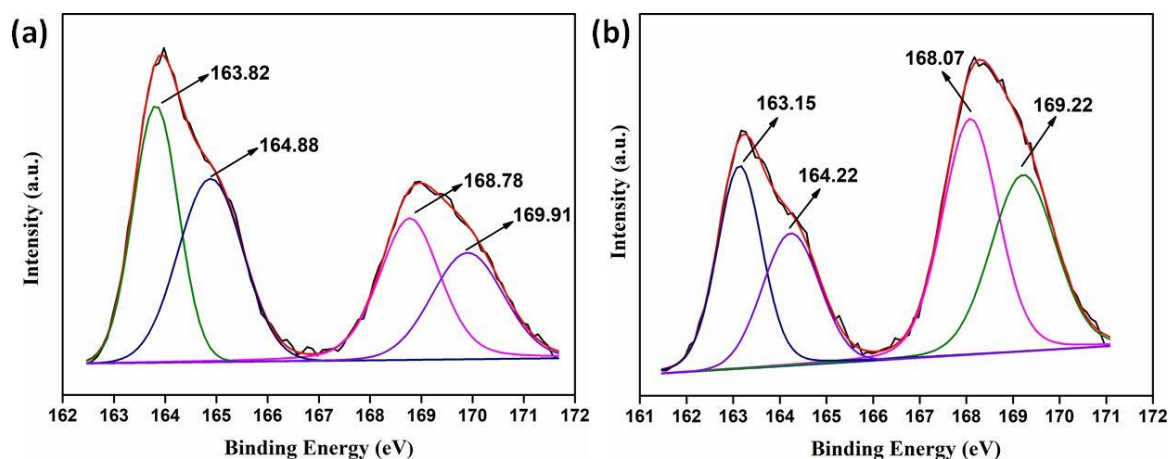 (a)
163.82
164.88
168.78
169.91
Intensity (a.u.)
162 163 164 165 166 167 168 169 170 171 172
Binding Energy (eV)
(b)
168.07
163.15
169.22
164.22
Intensity (a.u.)
161 162 163 164 165 166 167 168 169 170 171 172
Binding Energy (eV)